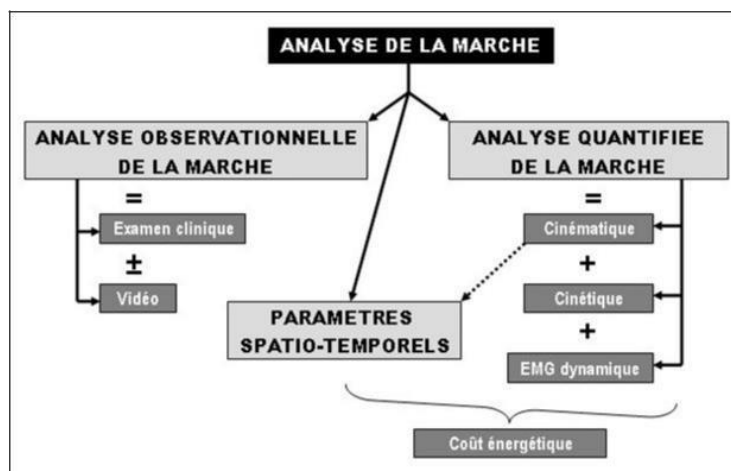 ANALYSE DE LA MARCHE
ANALYSE OBSERVATIONNELLE
DE LA MARCHE
=
Examen clinique
±
Vidéo
ANALYSE QUANTIFIEE
DE LA MARCHE
=
Cinématique
+
Cinétique
+
EMG dynamique
PARAMETRES
SPATIO-TEMPORELS
Coût énergétique